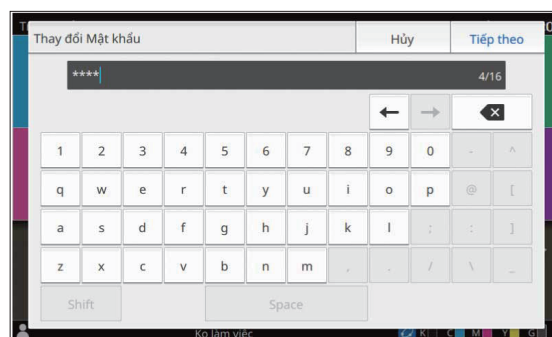 Thay đổi Mật khẩu Hủy Tiếp theo
**** 4/16
← →
1 2 3 4 5 6 7 8 9 0 - ^
q w e r t y u i o p @ [
a s d f g h j k l ; : ]
z x c v b n m , . / \ _
Shift Space
Ko làm việc K C M Y G